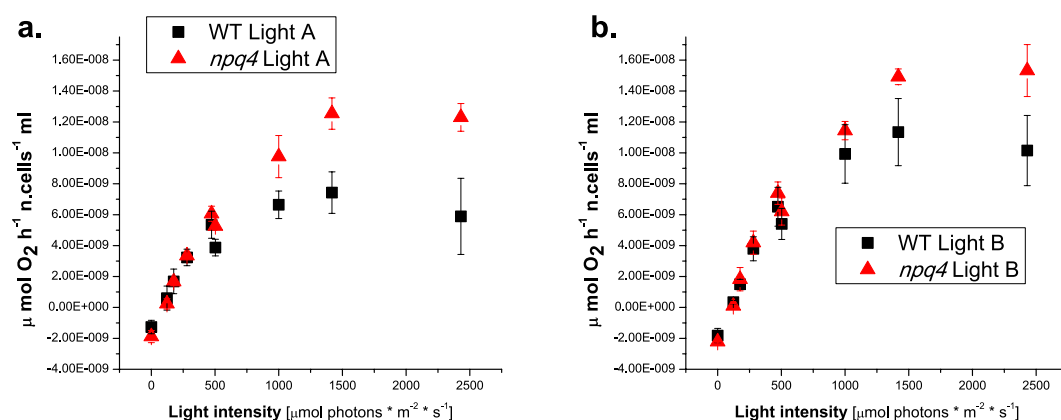 a.
WT Light A
npq4 Light A
μ mol O2 h-1 n.cells-1 ml
1.60E-008
1.40E-008
1.20E-008
1.00E-008
8.00E-009
6.00E-009
4.00E-009
2.00E-009
0.00E+000
-2.00E-009
-4.00E-009
0 500 1000 1500 2000 2500
Light intensity [μmol photons * m-2 * s-1]
b.
WT Light B
npq4 Light B
μ mol O2 h-1 n.cells-1 ml
1.60E-008
1.40E-008
1.20E-008
1.00E-008
8.00E-009
6.00E-009
4.00E-009
2.00E-009
0.00E+000
-2.00E-009
-4.00E-009
0 500 1000 1500 2000 2500
Light intensity [μmol photons * m-2 * s-1]